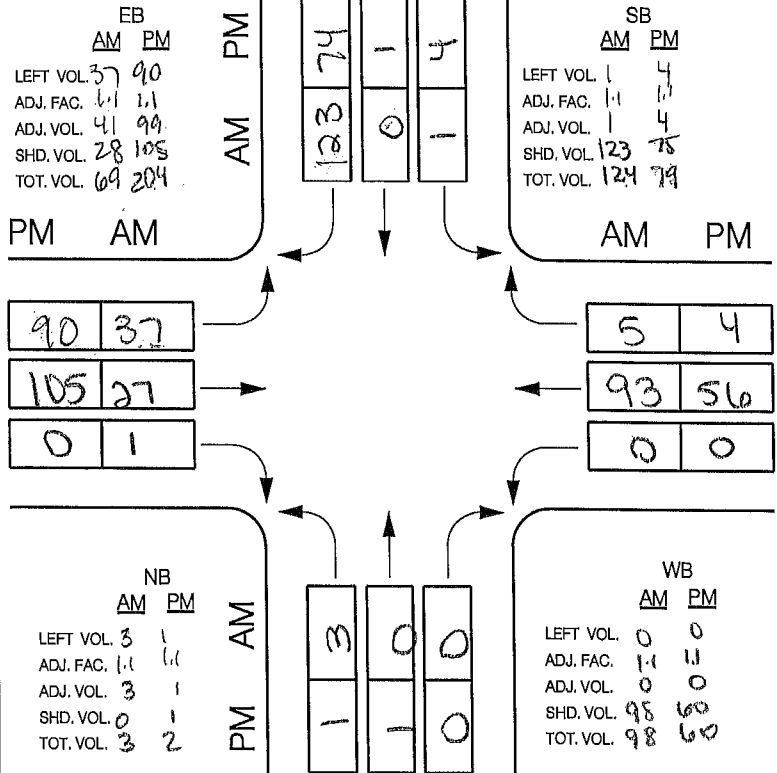 EB
AM PM
LEFT VOL. 37 90
ADJ. FAC. 1.1 1.1
ADJ. VOL. 41 99
SHD. VOL. 28 105
TOT. VOL. 69 204
PM
AM
74 1 4
123 0 1
SB
AM PM
LEFT VOL. 1 4
ADJ. FAC. 1.1 1.1
ADJ. VOL. 1 4
SHD. VOL. 123 75
TOT. VOL. 124 79
PM AM
AM PM
90 37
105 27
0 1
5 4
93 56
0 0
NB
AM PM
LEFT VOL. 3 1
ADJ. FAC. 1.1 1.1
ADJ. VOL. 3 1
SHD. VOL. 0 1
TOT. VOL. 3 2
AM
PM
3 0 0
1 1 0
WB
AM PM
LEFT VOL. 0 0
ADJ. FAC. 1.1 1.1
ADJ. VOL. 0 0
SHD. VOL. 98 60
TOT. VOL. 98 60